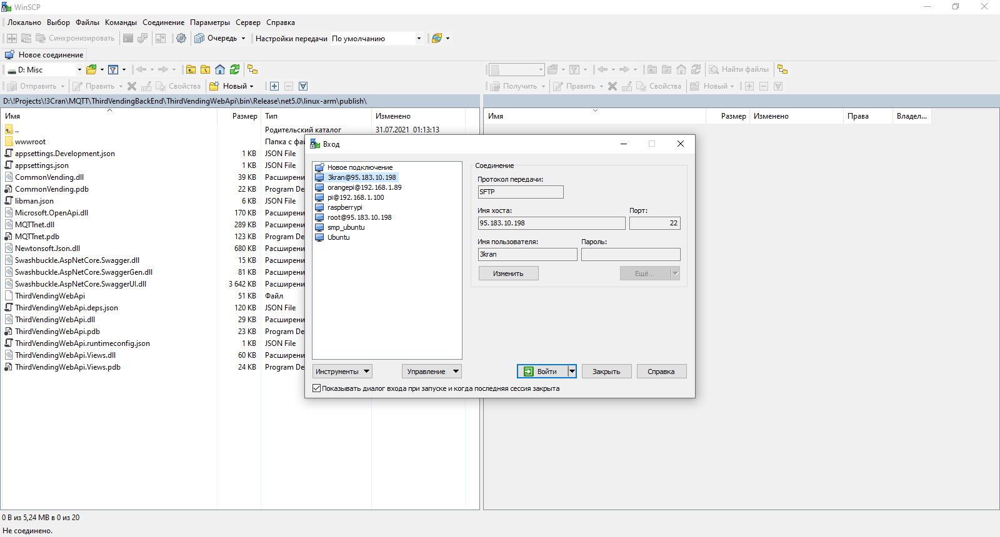 WinSCP
Локально Выбор Файлы Команды Соединение Параметры Сервер Справка
Синхронизировать Очередь Настройки передачи По умолчанию
Новое соединение
D: Misc Найти файлы
Отправить Править Свойства Новый Получить Править Свойства Новый
D:\!Projects\!3Cran\MQTT\ThirdVendingBackEnd\ThirdVendingWebApi\bin\Release\net5.0\linux-arm\publish\
Имя Размер Тип Изменено Имя Размер Изменено Права Владел...
.. Родительский каталог 31.07.2021 01:13:13
wwwroot Папка с фай
appsettings.Development.json 1 KB JSON File
appsettings.json 1 KB JSON File
CommonVending.dll 39 KB Расширени
CommonVending.pdb 22 KB Program De
libman.json 6 KB JSON File
Microsoft.OpenApi.dll 170 KB Расширени
MQTTnet.dll 289 KB Расширени
MQTTnet.pdb 123 KB Program De
Newtonsoft.Json.dll 680 KB Расширени
Swashbuckle.AspNetCore.Swagger.dll 15 KB Расширени
Swashbuckle.AspNetCore.SwaggerGen.dll 81 KB Расширени
Swashbuckle.AspNetCore.SwaggerUI.dll 3 642 KB Расширени
ThirdVendingWebApi 51 KB Файл
ThirdVendingWebApi.deps.json 120 KB JSON File
ThirdVendingWebApi.dll 29 KB Расширени
ThirdVendingWebApi.pdb 23 KB Program De
ThirdVendingWebApi.runtimeconfig.json 1 KB JSON File
ThirdVendingWebApi.Views.dll 60 KB Расширени
ThirdVendingWebApi.Views.pdb 24 KB Program De
Вход
Новое подключение
3kran@95.183.10.198
orangepi@192.168.1.89
pi@192.168.1.100
raspberrypi
root@95.183.10.198
smp_ubuntu
Ubuntu
Соединение
Протокол передачи:
SFTP
Имя хоста: Порт:
95.183.10.198 22
Имя пользователя: Пароль:
3kran
Изменить Ещё...
Инструменты Управление Войти Закрыть Справка
Показывать диалог входа при запуске и когда последняя сессия закрыта
0 B из 5,24 MB в 0 из 20
Не соединено.